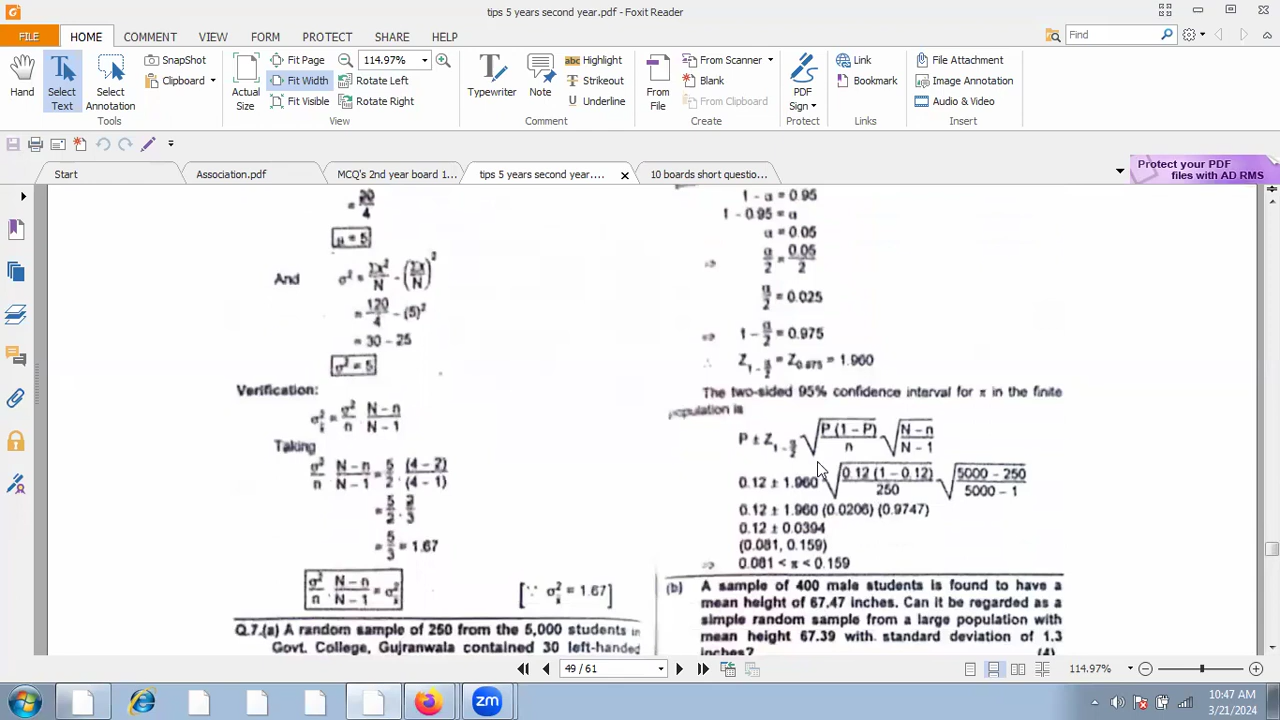 tips 5 years second year.pdf - Foxit Reader
FILE HOME COMMENT VIEW FORM PROTECT SHARE HELP
Find
Hand
Select Text
Select Annotation
SnapShot
Clipboard
Tools
Actual Size
Fit Page
Fit Width
Fit Visible
114.97%
Rotate Left
Rotate Right
View
Typewriter
Note
Highlight
Strikeout
Underline
Comment
From File
From Scanner
Blank
From Clipboard
Create
PDF Sign
Protect
Link
Bookmark
Links
File Attachment
Image Annotation
Audio & Video
Insert
Start
Association.pdf
MCQ's 2nd year board 1...
tips 5 years second year....
10 boards short questio...
Protect your PDF
files with AD RMS
= 20/4
μ = 5
And σ² = Σx²/N − (Σx/N)²
= 120/4 − (5)²
= 30 − 25
σ² = 5
Verification:
σ²x̄ = σ²/n · N−n/N−1
Taking
σ²/n · N−n/N−1 = 5/2 · (4−2)/(4−1)
= 5/2 · 2/3
= 5/3 = 1.67
σ²/n · N−n/N−1 = σ²x̄ [∵ σ²x̄ = 1.67]
Q.7.(a) A random sample of 250 from the 5,000 students in
Govt. College, Gujranwala contained 30 left-handed
1 − α = 0.95
1 − 0.95 = α
α = 0.05
⇒ α/2 = 0.05/2
α/2 = 0.025
⇒ 1 − α/2 = 0.975
∴ Z1−α/2 = Z0.975 = 1.960
The two-sided 95% confidence interval for π in the finite
population is
P ± Z1−α/2 √(P(1−P)/n) √(N−n/N−1)
0.12 ± 1.960 √(0.12(1−0.12)/250) √(5000−250/5000−1)
0.12 ± 1.960 (0.0206) (0.9747)
0.12 ± 0.0394
(0.081, 0.159)
⇒ 0.081 < π < 0.159
(b) A sample of 400 male students is found to have a
mean height of 67.47 inches. Can it be regarded as a
simple random sample from a large population with
mean height 67.39 with standard deviation of 1.3
inches? (4)
49 / 61
114.97%
zm
10:47 AM
3/21/2024